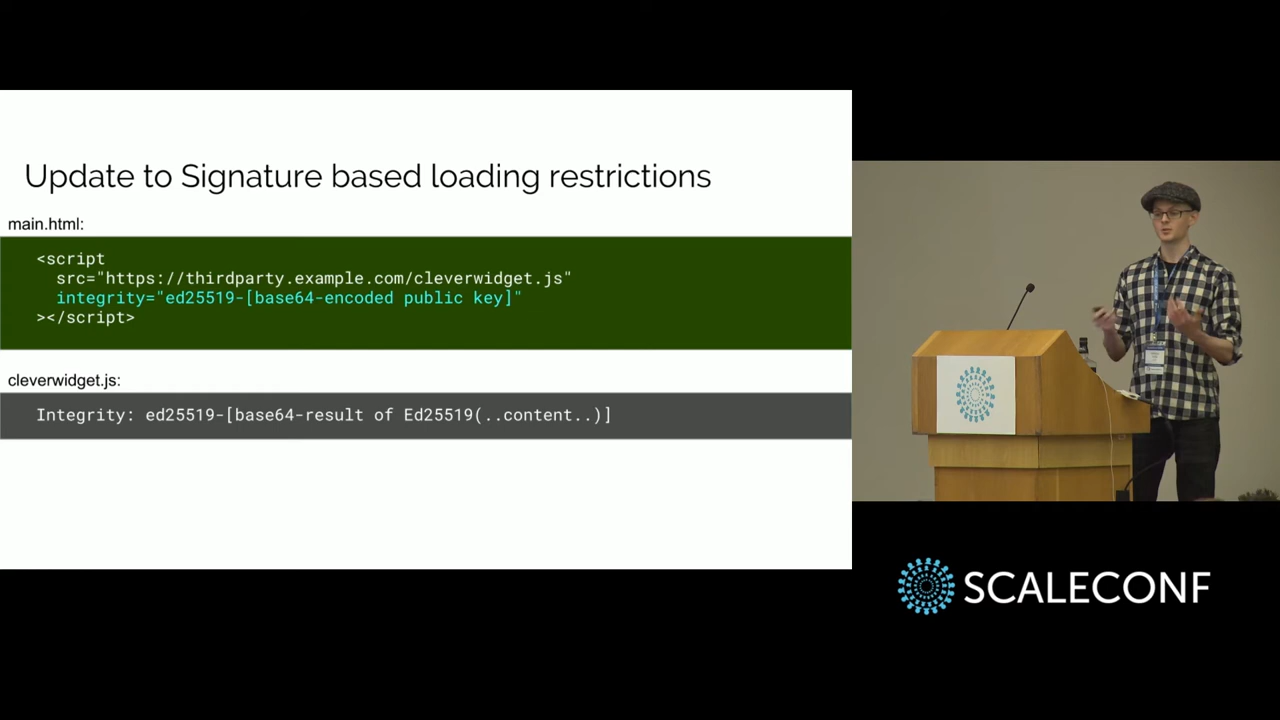 Update to Signature based loading restrictions
main.html:
<script
src="https://thirdparty.example.com/cleverwidget.js"
integrity="ed25519-[base64-encoded public key]"
></script>
cleverwidget.js:
Integrity: ed25519-[base64-result of Ed25519(..content..)]
SCALECONF